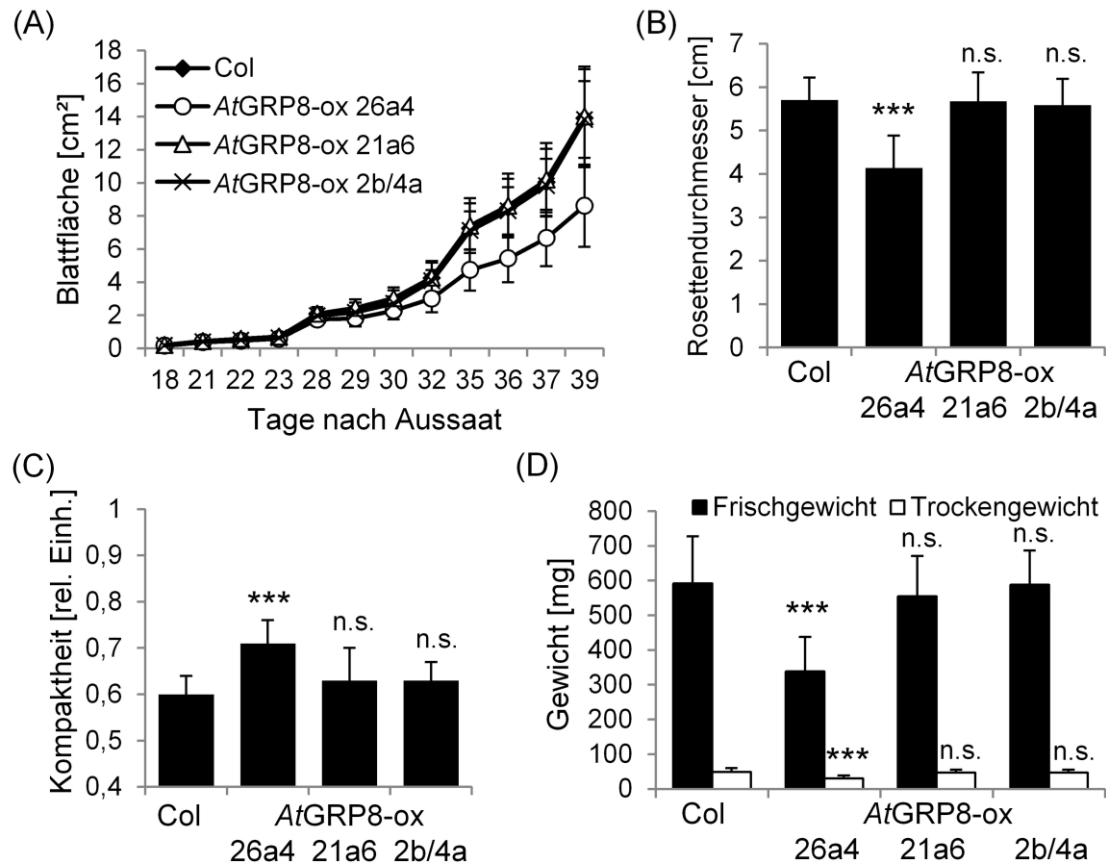 (A)
Blattfläche [cm²]
18
16
14
12
10
8
6
4
2
0
Col
AtGRP8-ox 26a4
AtGRP8-ox 21a6
AtGRP8-ox 2b/4a
18 21 22 23 28 29 30 32 35 36 37 39
Tage nach Aussaat
(B)
Rosettendurchmesser [cm]
7
6
5
4
3
2
1
0
***
n.s.
n.s.
Col AtGRP8-ox
26a4 21a6 2b/4a
(C)
Kompaktheit [rel. Einh.]
1
0,9
0,8
0,7
0,6
0,5
0,4
***
n.s.
n.s.
Col AtGRP8-ox
26a4 21a6 2b/4a
(D)
Frischgewicht Trockengewicht
Gewicht [mg]
800
700
600
500
400
300
200
100
0
***
***
n.s.
n.s.
n.s.
n.s.
Col AtGRP8-ox
26a4 21a6 2b/4a